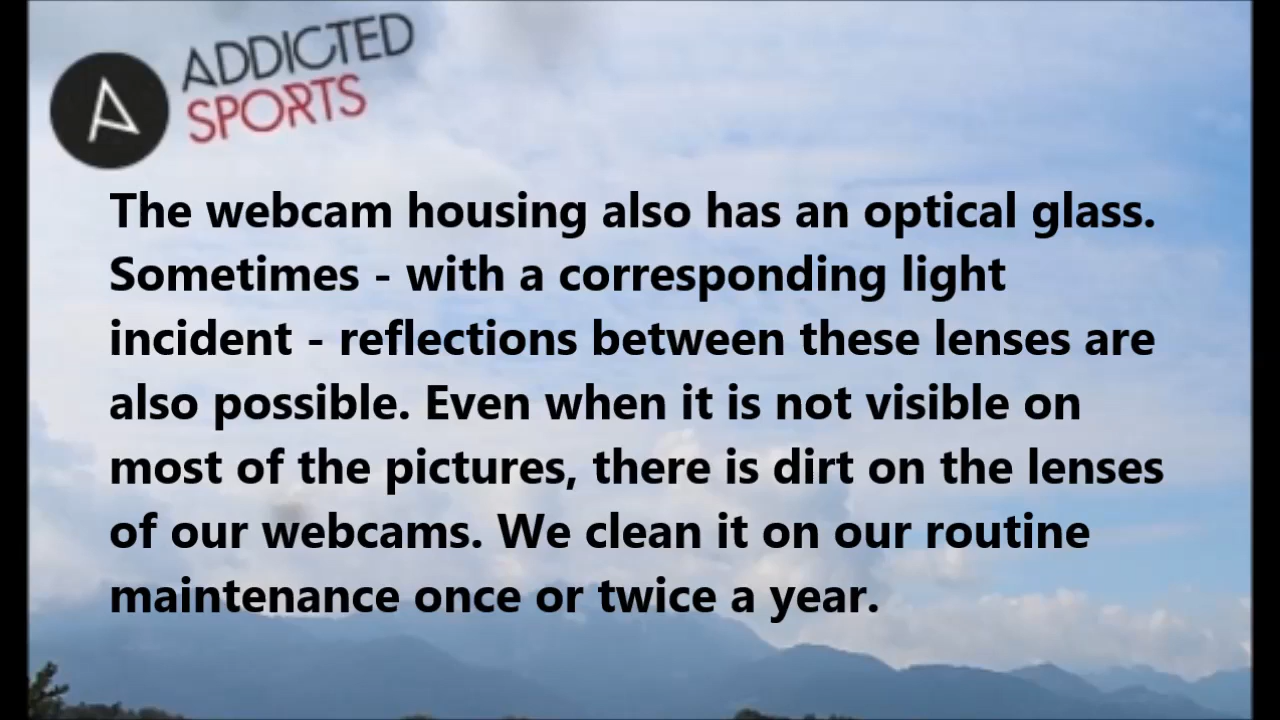 ADDICTED
SPORTS
The webcam housing also has an optical glass.
Sometimes - with a corresponding light
incident - reflections between these lenses are
also possible. Even when it is not visible on
most of the pictures, there is dirt on the lenses
of our webcams. We clean it on our routine
maintenance once or twice a year.